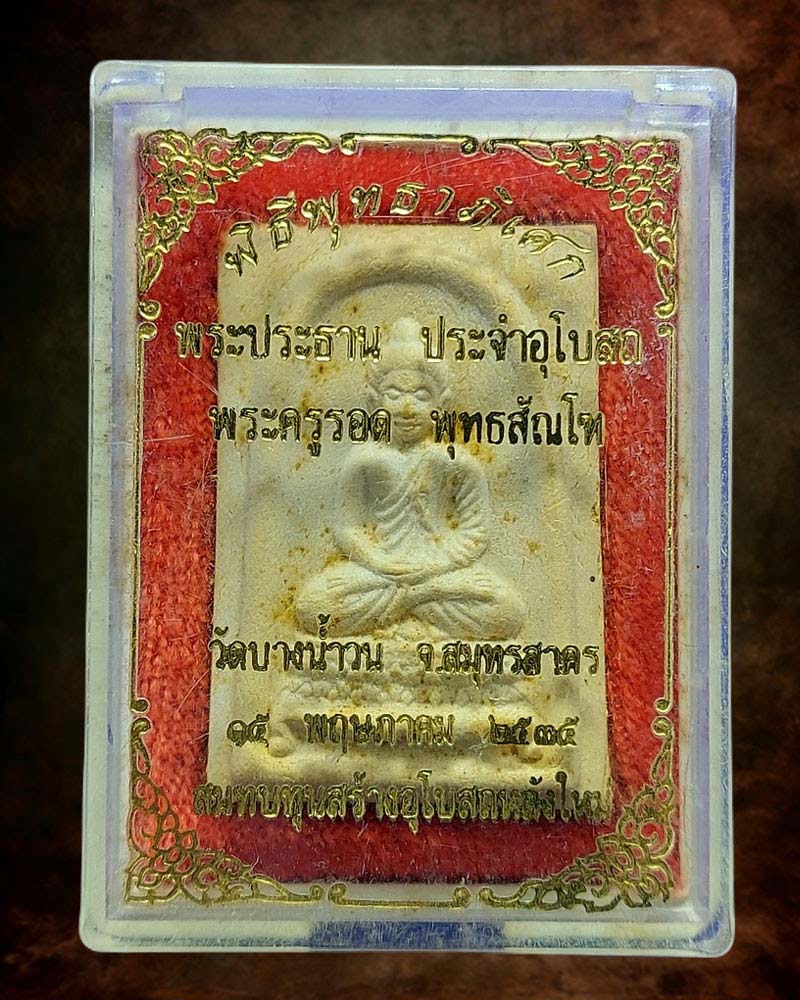 พิธีพุทธาภิเศก
พระประธาน ประจำอุโบสถ
พระครูรอด พุทธสัณโฑ
วัดบางน้ำวน จ.สมุทรสาคร
๑๕ พฤษภาคม ๒๕๓๕
สมทบทุนสร้างอุโบสถหลังใหม่